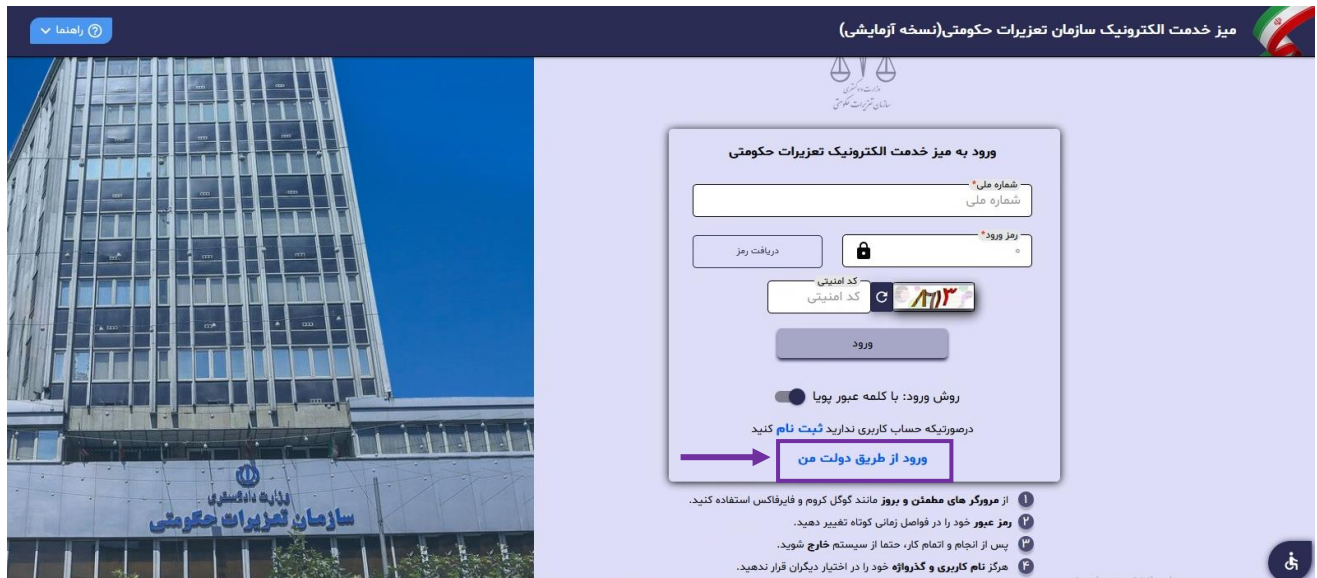 میز خدمت الکترونیک سازمان تعزیرات حکومتی(نسخه آزمایشی)
راهنما
وزارت دادگستری
سازمان تعزیرات حکومتی
ورود به میز خدمت الکترونیک تعزیرات حکومتی
شماره ملی*
شماره ملی
رمز ورود*
دریافت رمز
کد امنیتی
کد امنیتی
ورود
روش ورود: با کلمه عبور پویا
درصورتیکه حساب کاربری ندارید ثبت نام کنید
ورود از طریق دولت من
۱ از مرورگر های مطمئن و بروز مانند گوگل کروم و فایرفاکس استفاده کنید.
۲ رمز عبور خود را در فواصل زمانی کوتاه تغییر دهید.
۳ پس از انجام و اتمام کار، حتما از سیستم خارج شوید.
۴ هرگز نام کاربری و گذرواژه خود را در اختیار دیگران قرار ندهید.
وزارت دادگستری
سازمان تعزیرات حکومتی